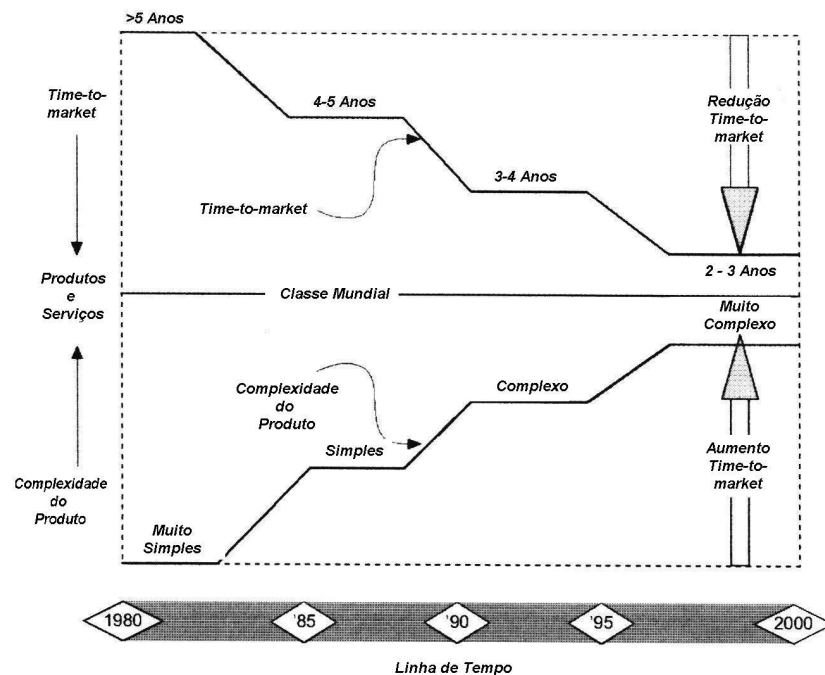 >5 Anos
Time-to-
market
4-5 Anos
Redução
Time-to-
market
3-4 Anos
Time-to-market
2 - 3 Anos
Produtos
e
Serviços
Classe Mundial
Muito
Complexo
Complexidade
do
Produto
Complexo
Simples
Aumento
Time-to-
market
Complexidade
do
Produto
Muito
Simples
1980
'85
'90
'95
2000
Linha de Tempo